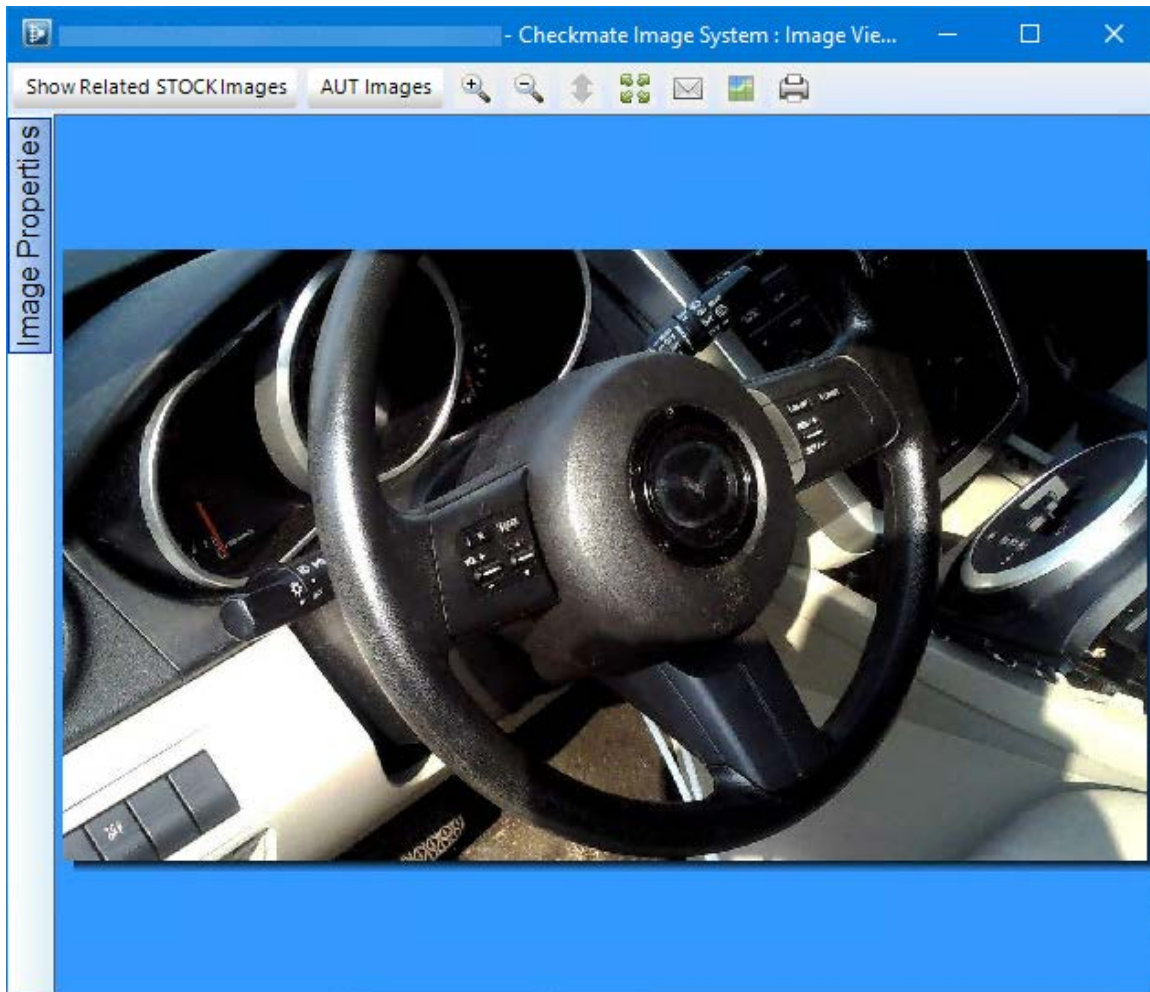 - Checkmate Image System : Image Vie...
Show Related STOCK Images
AUT Images
Image Properties